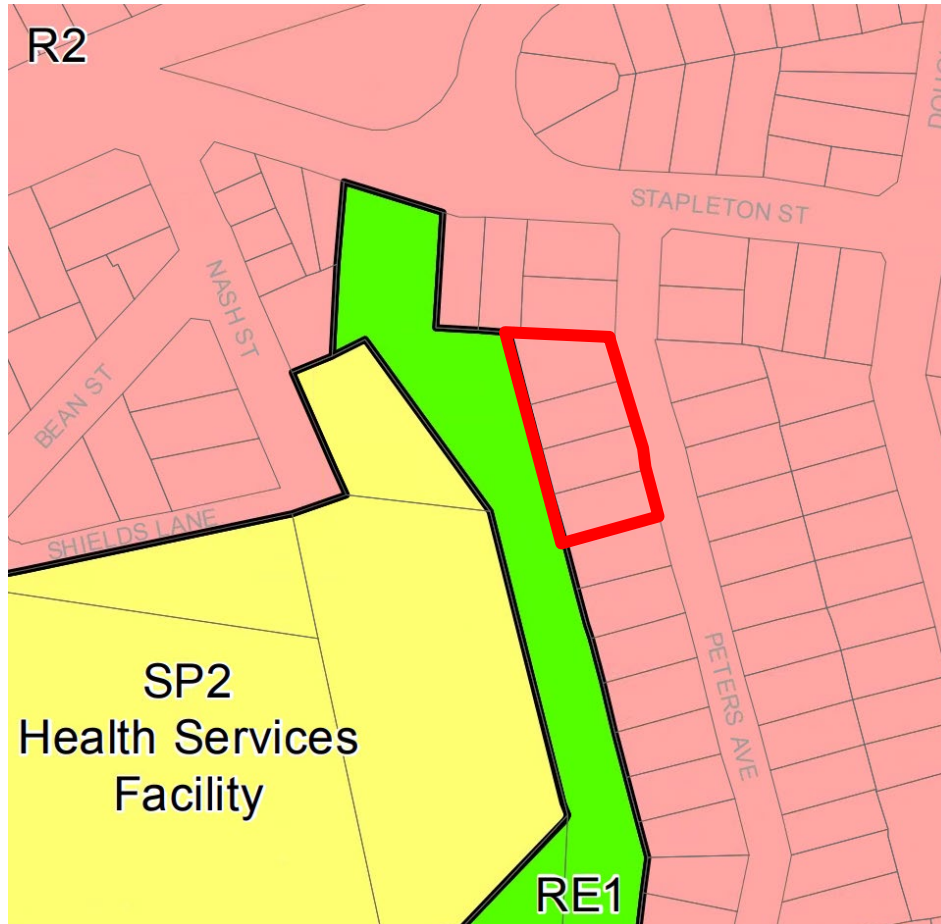 R2
STAPLETON ST
NASH ST
BEAN ST
SHIELDS LANE
PETERS AVE
SP2
Health Services
Facility
RE1